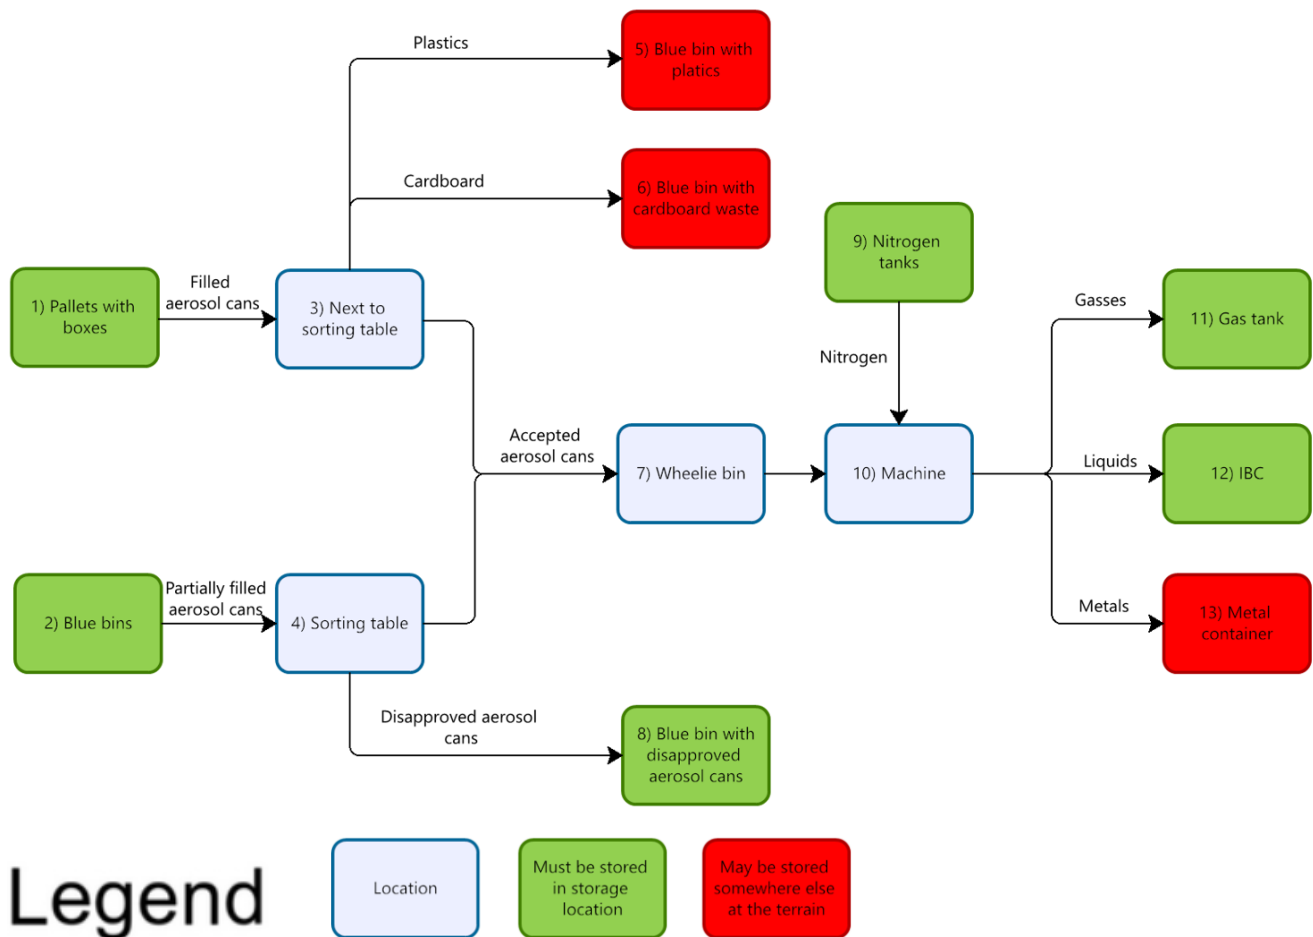 Plastics
5) Blue bin with
platics
Cardboard
6) Blue bin with
cardboard waste
9) Nitrogen
tanks
1) Pallets with
boxes
Filled
aerosol cans
3) Next to
sorting table
Gasses
11) Gas tank
Nitrogen
Accepted
aerosol cans
7) Wheelie bin
10) Machine
Liquids
12) IBC
2) Blue bins
Partially filled
aerosol cans
4) Sorting table
Metals
13) Metal
container
Disapproved aerosol
cans
8) Blue bin with
disapproved
aerosol cans
Legend
Location
Must be stored
in storage
location
May be stored
somewhere else
at the terrain